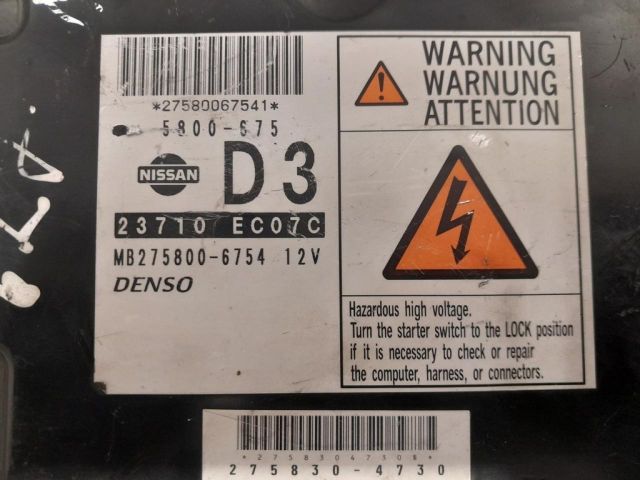 *27580067541*
5800-675
NISSAN
D3
23710 EC07C
MB275800-6754 12V
DENSO
WARNING
WARNUNG
ATTENTION
Hazardous high voltage.
Turn the starter switch to the LOCK position
if it is necessary to check or repair
the computer, harness, or connectors.
275830-4730